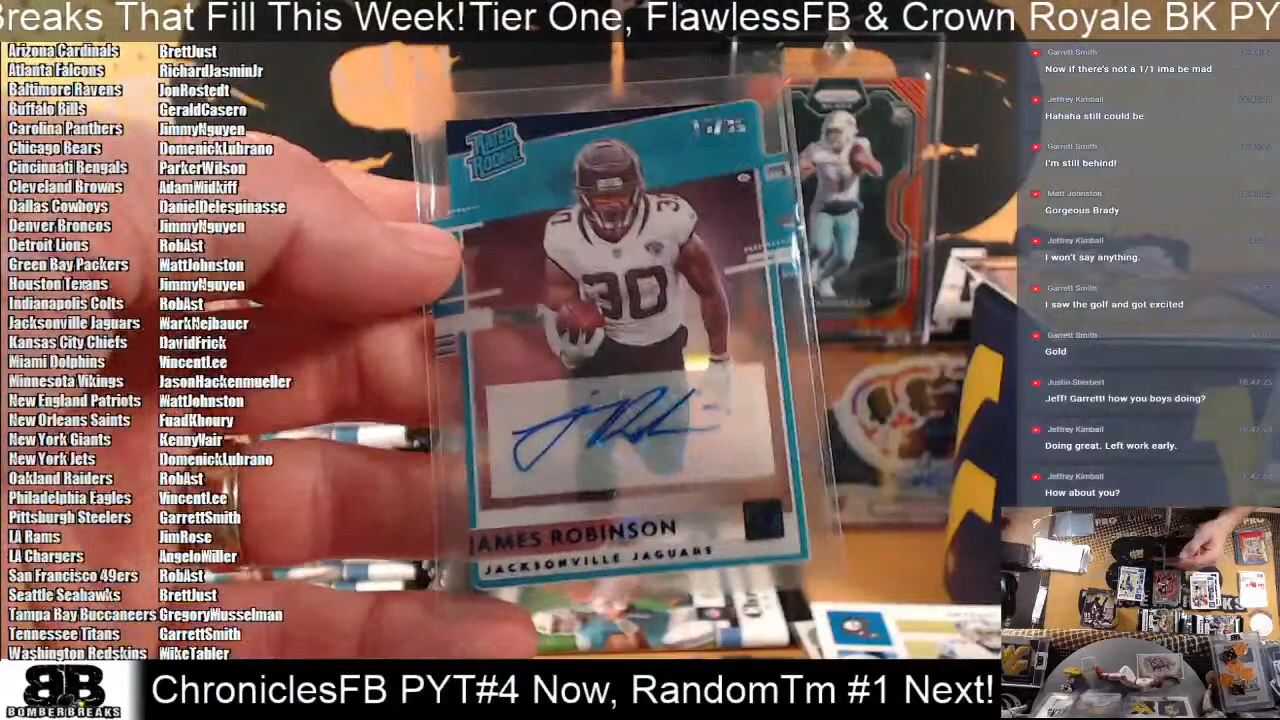 Breaks That Fill This Week!Tier One, FlawlessFB & Crown Royale BK PY
Arizona Cardinals BrettJust
Atlanta Falcons RichardJasminJr
Baltimore Ravens JonRostedt
Buffalo Bills GeraldCasero
Carolina Panthers JimmyNguyen
Chicago Bears DomenickLubrano
Cincinnati Bengals ParkerWilson
Cleveland Browns AdamMidkiff
Dallas Cowboys DanielDelespinasse
Denver Broncos JimmyNguyen
Detroit Lions RobAst
Green Bay Packers MattJohnston
Houston Texans JimmyNguyen
Indianapolis Colts RobAst
Jacksonville Jaguars MarkNejbauer
Kansas City Chiefs DavidFrick
Miami Dolphins VincentLee
Minnesota Vikings JasonHackenmueller
New England Patriots MattJohnston
New Orleans Saints FuadKhoury
New York Giants KennyVair
New York Jets DomenickLubrano
Oakland Raiders RobAst
Philadelphia Eagles VincentLee
Pittsburgh Steelers GarrettSmith
LA Rams JimRose
LA Chargers AngeloMiller
San Francisco 49ers RobAst
Seattle Seahawks BrettJust
Tampa Bay Buccaneers GregoryMusselman
Tennessee Titans GarrettSmith
Washington Redskins MikeTabler
RATED ROOKIE
30
30
JAMES ROBINSON
JACKSONVILLE JAGUARS
Garrett Smith
Now if there's not a 1/1 ima be mad
Jeffrey Kimball
Hahaha still could be
Garrett Smith
I'm still behind!
Matt Johnston
Gorgeous Brady
Jeffrey Kimball
I won't say anything.
Garrett Smith
I saw the golf and got excited
Garrett Smith
Gold
Justin Sherbert
Jeff! Garrett! how you boys doing?
Jeffrey Kimball
Doing great. Left work early.
Jeffrey Kimball
How about you?
BB
BOMBERBREAKS
ChroniclesFB PYT#4 Now, RandomTm #1 Next!